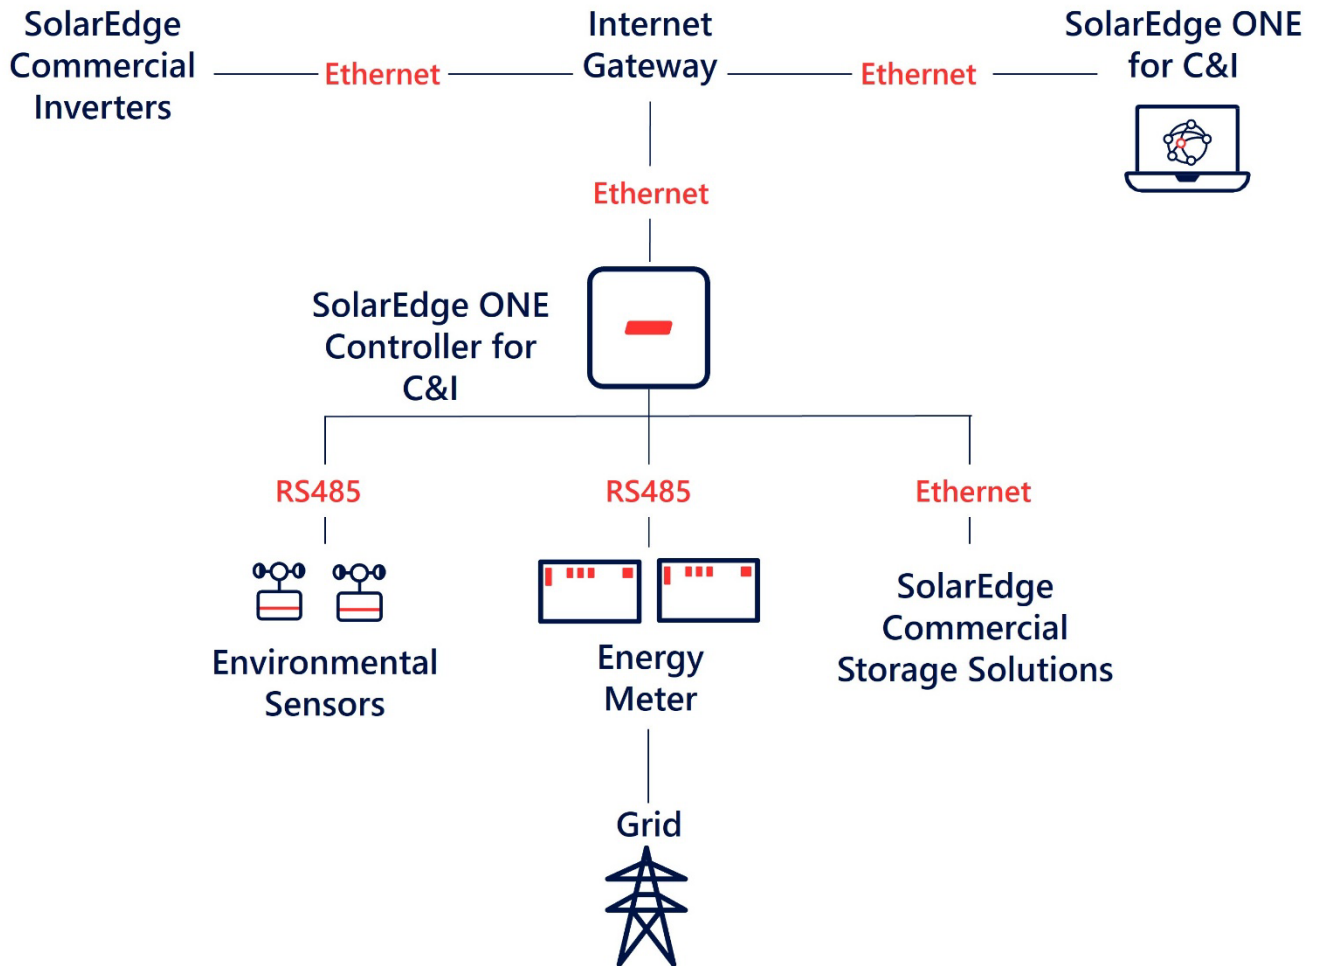 SolarEdge
Commercial
Inverters
Ethernet
Internet
Gateway
Ethernet
SolarEdge ONE
for C&I
Ethernet
SolarEdge ONE
Controller for
C&I
RS485
RS485
Ethernet
Environmental
Sensors
Energy
Meter
SolarEdge
Commercial
Storage Solutions
Grid